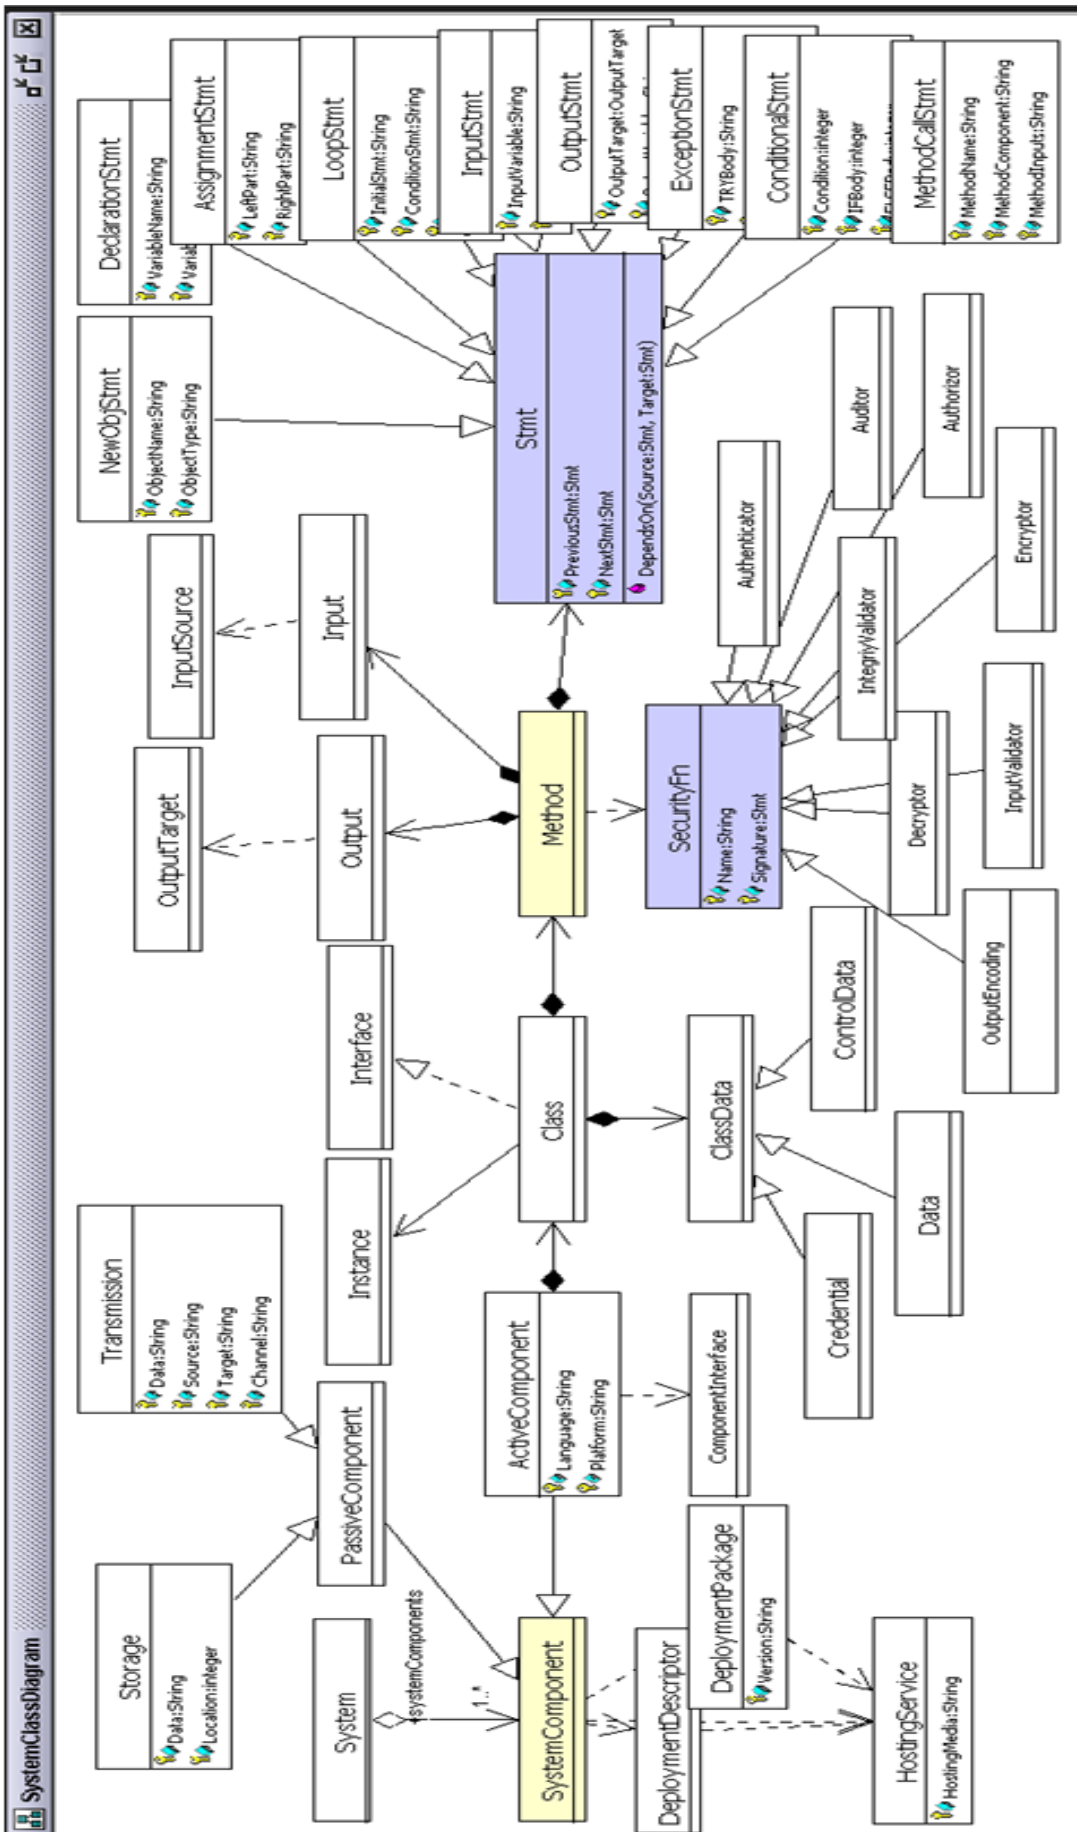 SystemClassDiagram
Storage
Data:String
Location:integer
Transmission
Data:String
Source:String
Target:String
Channel:String
OutputTarget
InputSource
NewObjStmt
ObjectName:String
ObjectType:String
DeclarationStmt
VariableName:String
Variab
AssignmentStmt
LeftPart:String
RightPart:String
LoopStmt
InitialStmt:String
ConditionStmt:String
InputStmt
InputVariable:String
OutputStmt
OutputTarget:OutputTarget
ExceptionStmt
TRYBody:String
ConditionalStmt
Condition:integer
IFBody:integer
MethodCalStmt
MethodName:String
MethodComponent:String
MethodInputs:String
System
+systemComponents
1..*
PassiveComponent
Instance
Interface
Output
Input
SystemComponent
ActiveComponent
Language:String
Platform:String
Class
Method
Stmt
PreviousStmt:Stmt
NextStmt:Stmt
DependsOn(Source:Stmt, Target:Stmt)
DeploymentDescriptor
DeploymentPackage
Version:String
ComponentInterface
ClassData
SecurityFn
Name:String
Signature:Stmt
Authenticator
Auditor
Authorizor
HostingService
HostingMedia:String
Credential
Data
ControlData
OutputEncoding
Decryptor
InputValidator
IntegriyValidator
Encryptor